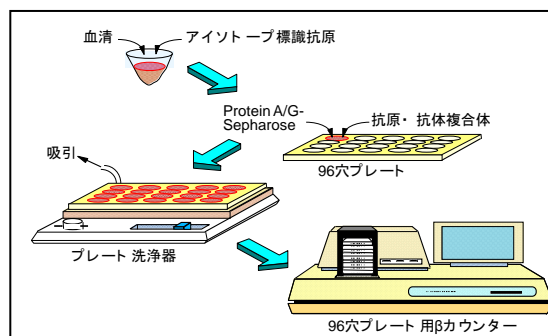 血清
アイソトープ標識抗原
Protein A/G-
Sepharose
抗原・抗体複合体
96穴プレート
吸引
プレート洗浄器
96穴プレート用βカウンター